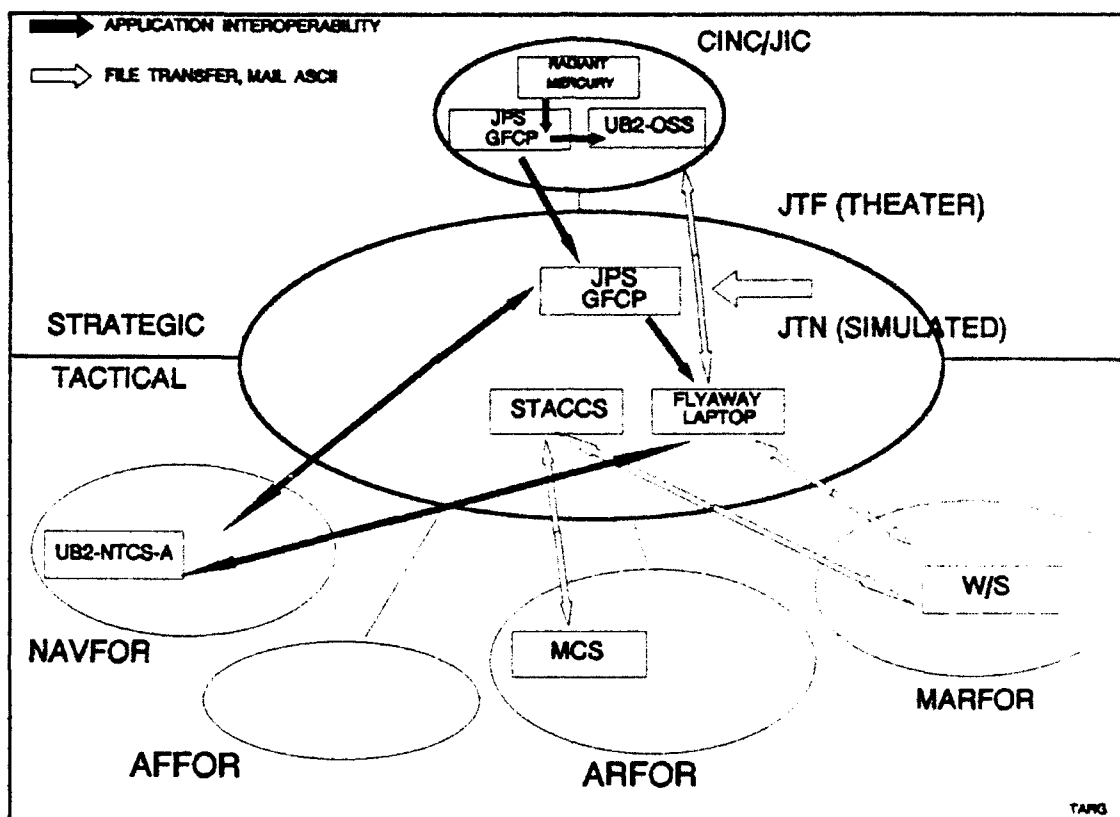 APPLICATION INTEROPERABILITY
FILE TRANSFER, MAIL ASCII
CINC/JIC
RADIANT
MERCURY
JPS
GFCP
UB2-OSS
JTF (THEATER)
JPS
GFCP
JTN (SIMULATED)
STRATEGIC
TACTICAL
STACCS
FLYAWAY
LAPTOP
UB2-NTCS-A
W/S
NAVFOR
MCS
MARFOR
AFFOR
ARFOR
TARG